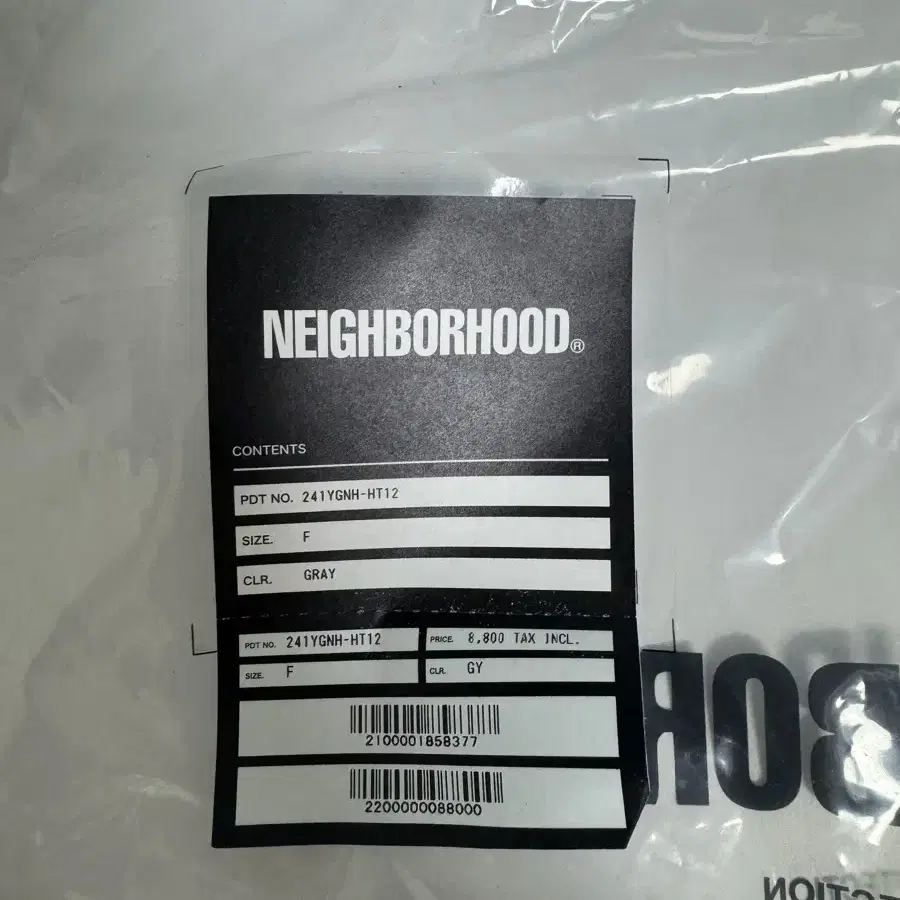 NEIGHBORHOOD®
CONTENTS
PDT NO. 241YGNH-HT12
SIZE. F
CLR. GRAY
PDT NO. 241YGNH-HT12 PRICE. 8,800 TAX INCL.
SIZE. F CLR. GY
2100001858377
2200000088000
BOR